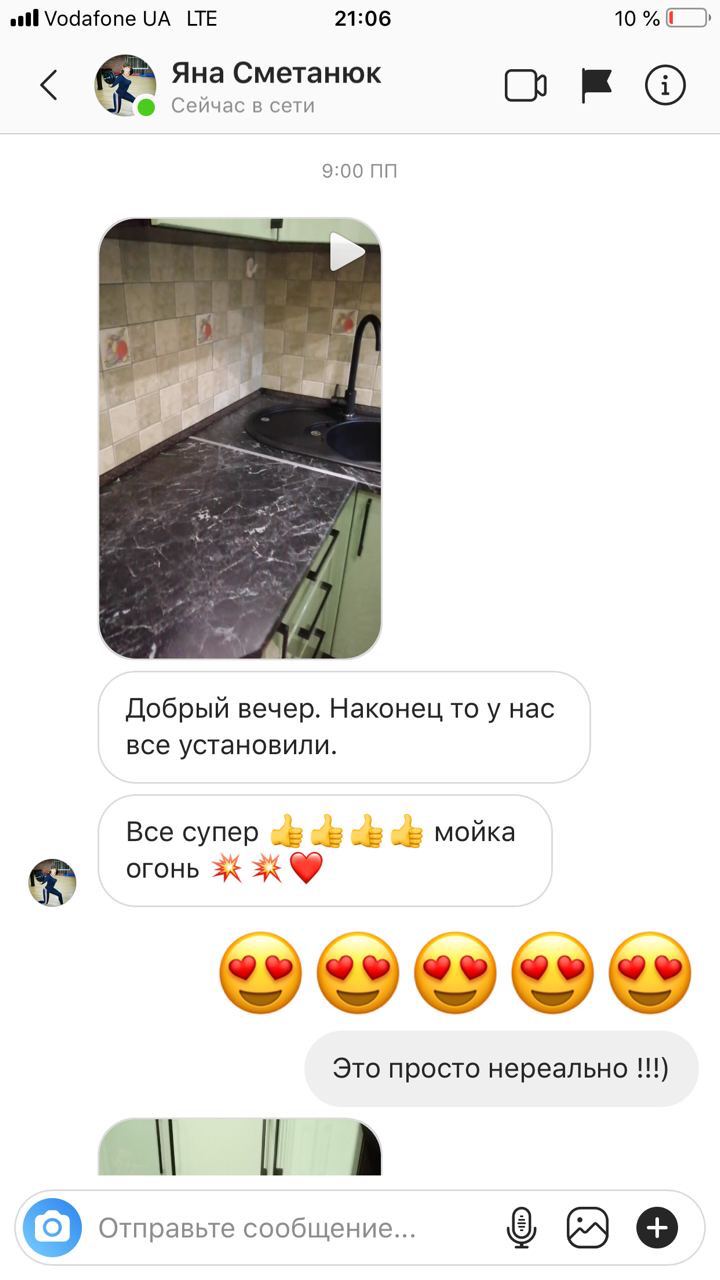 Vodafone UA LTE 21:06 10 %
Яна Сметанюк
Сейчас в сети
9:00 ПП
Добрый вечер. Наконец то у нас
все установили.
Все супер 👍👍👍👍 мойка
огонь 💥💥❤️
😍😍😍😍😍
Это просто нереально !!!)
Отправьте сообщение...